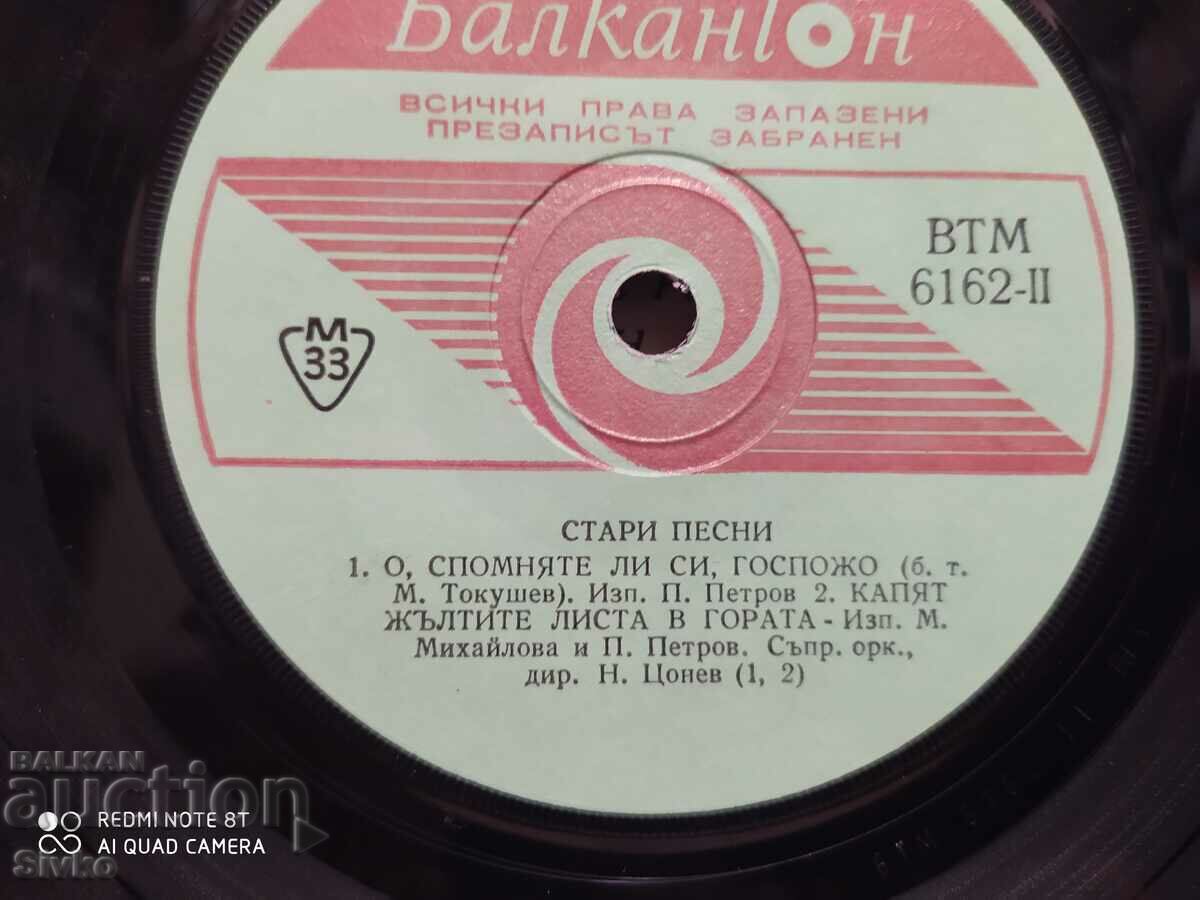 Балкантон
ВСИЧКИ ПРАВА ЗАПАЗЕНИ
ПРЕЗАПИСЪТ ЗАБРАНЕН
ВТМ
6162-II
М
33
СТАРИ ПЕСНИ
1. О, СПОМНЯТЕ ЛИ СИ, ГОСПОЖО (б. т.
М. Токушев). Изп. П. Петров 2. КАПЯТ
ЖЪЛТИТЕ ЛИСТА В ГОРАТА - Изп. М.
Михайлова и П. Петров. Съпр. орк.,
дир. Н. Цонев (1, 2)
BALKAN
auction
REDMI NOTE 8T
AI QUAD CAMERA
Sivko